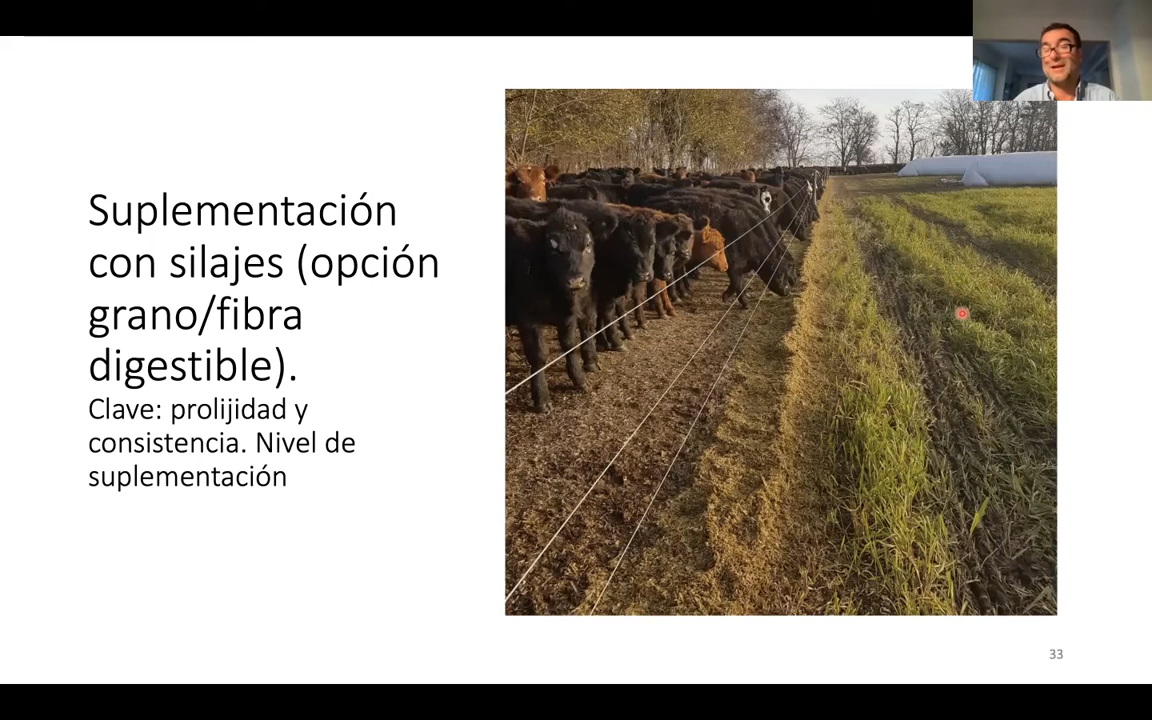 Suplementación
con silajes (opción
grano/fibra
digestible).
Clave: prolijidad y
consistencia. Nivel de
suplementación
33